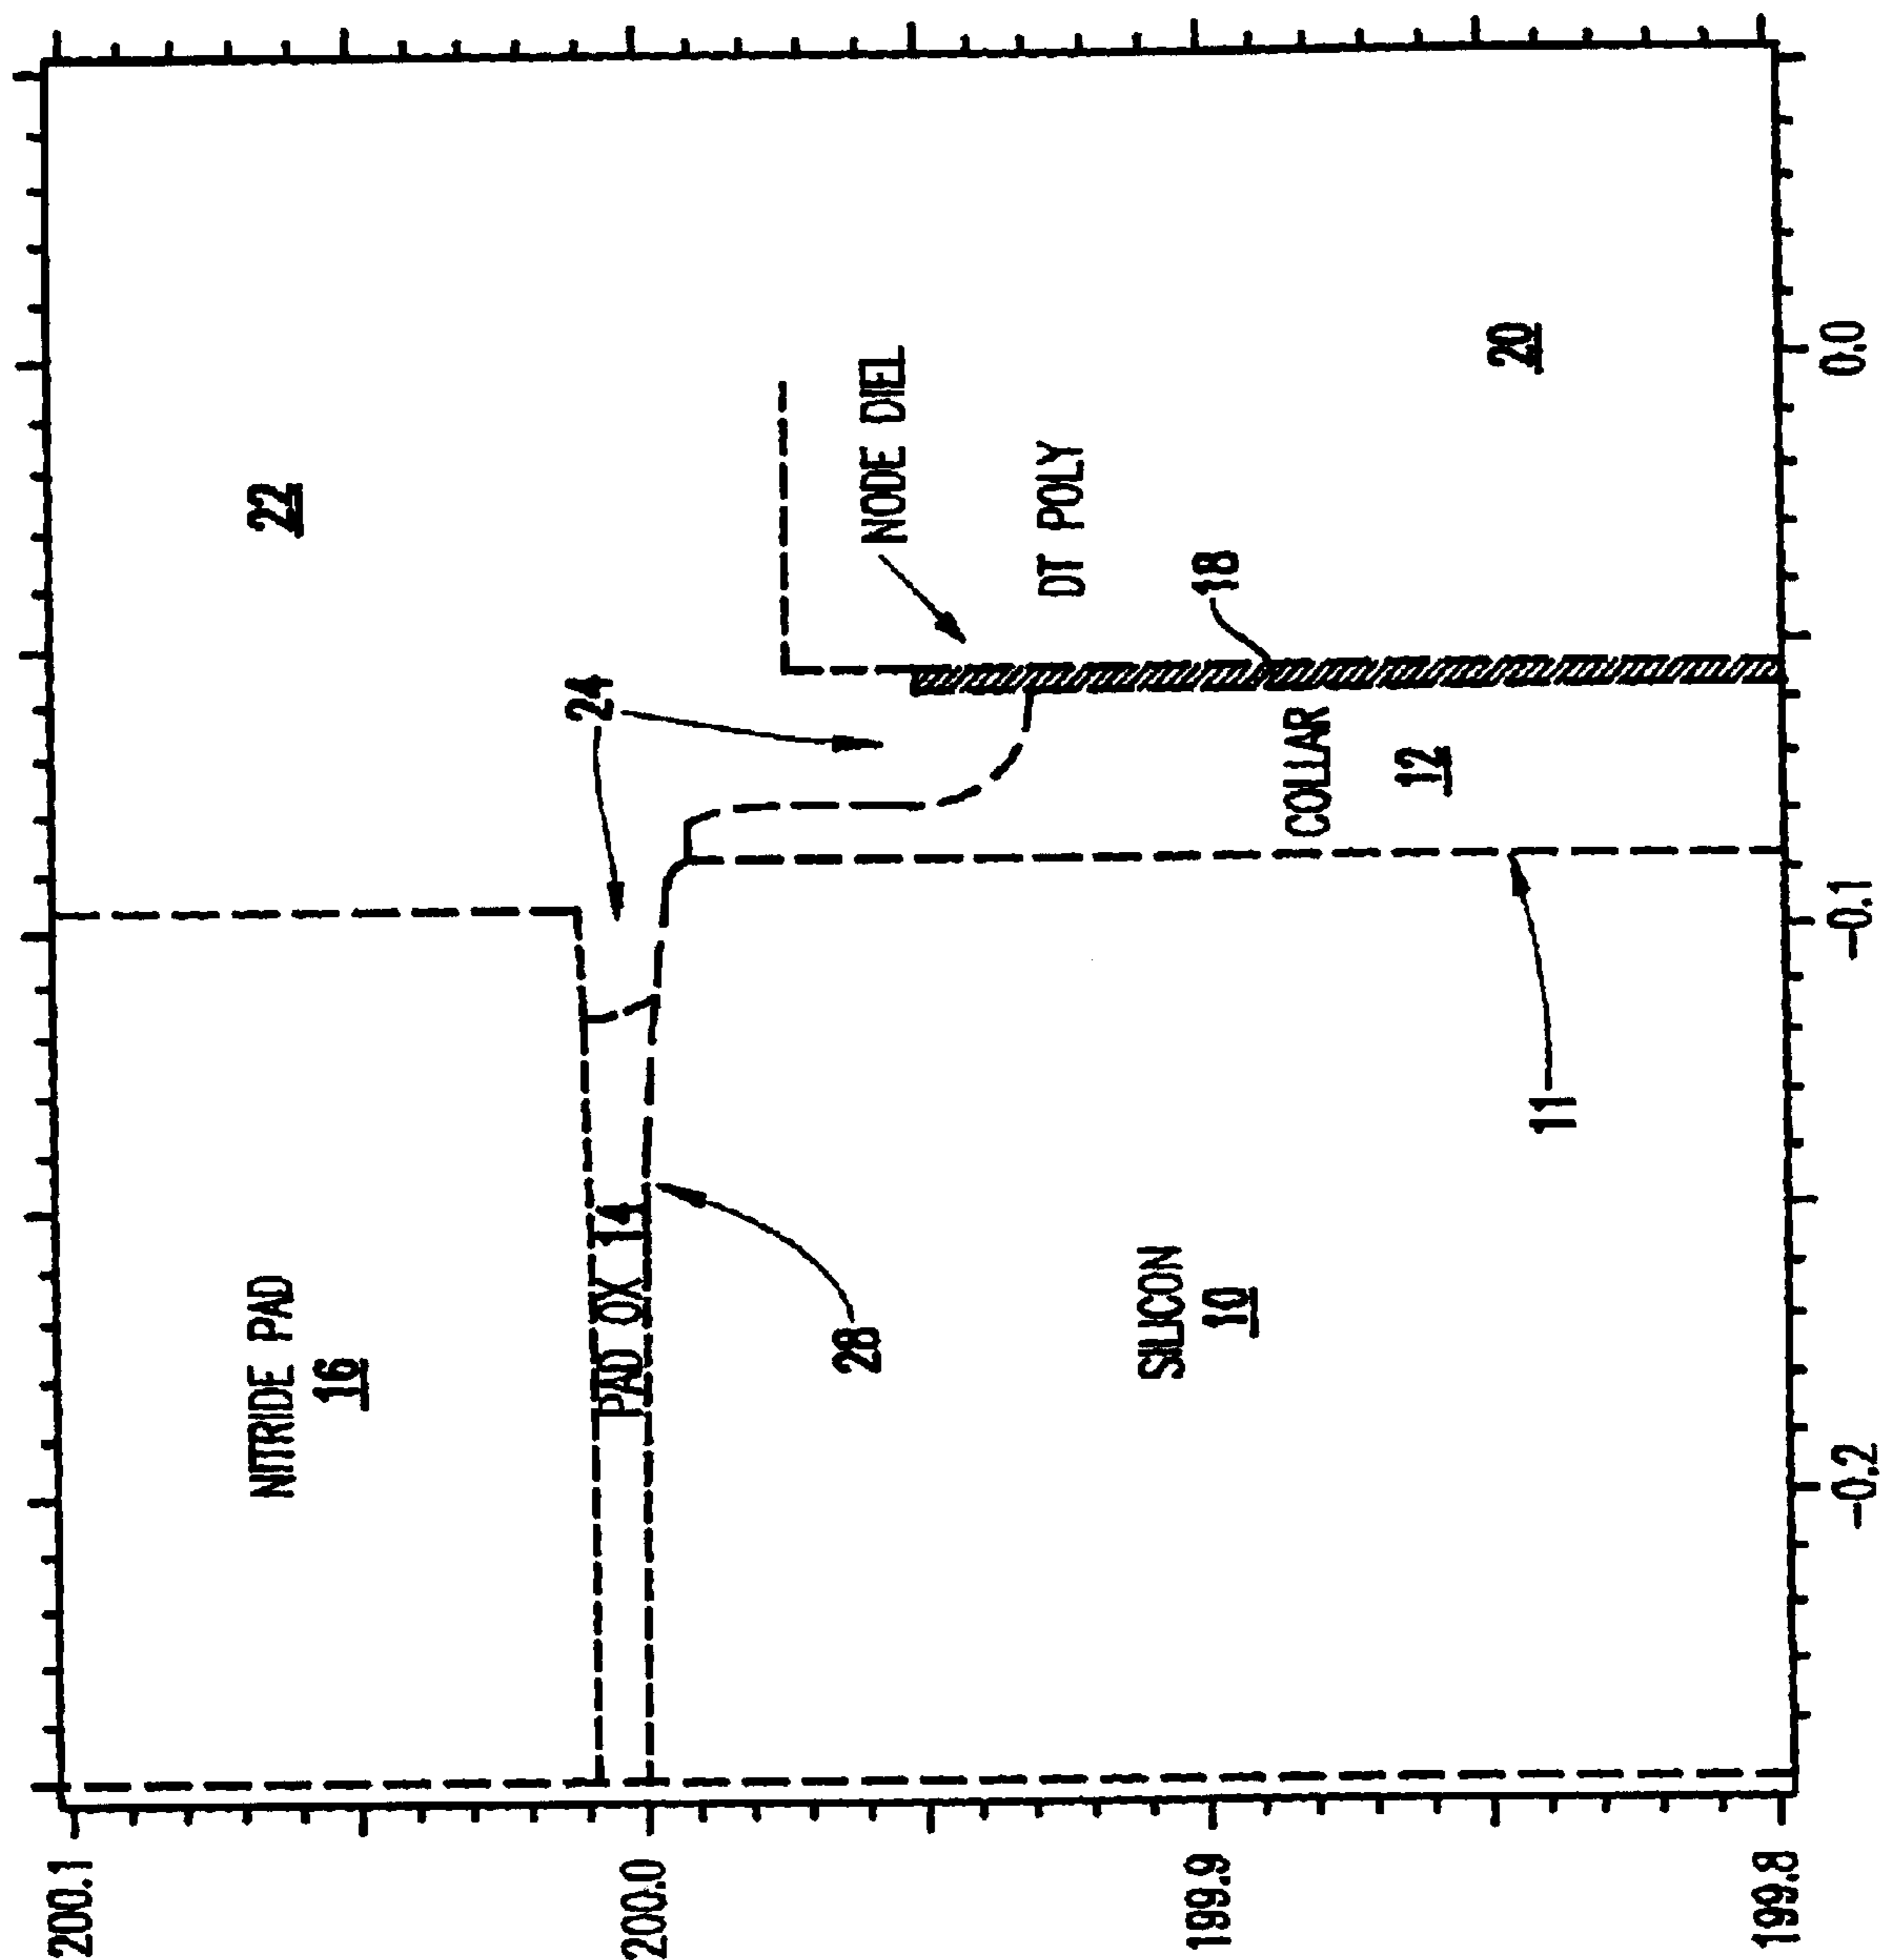 200.1
200.0
199.9
199.8
NITRIDE PAD
16
22
24
PAD OX 14
28
NODE DIEL
DT POLY
18
SILICON
10
COLLAR
12
20
11
-0.2
-0.1
0.0